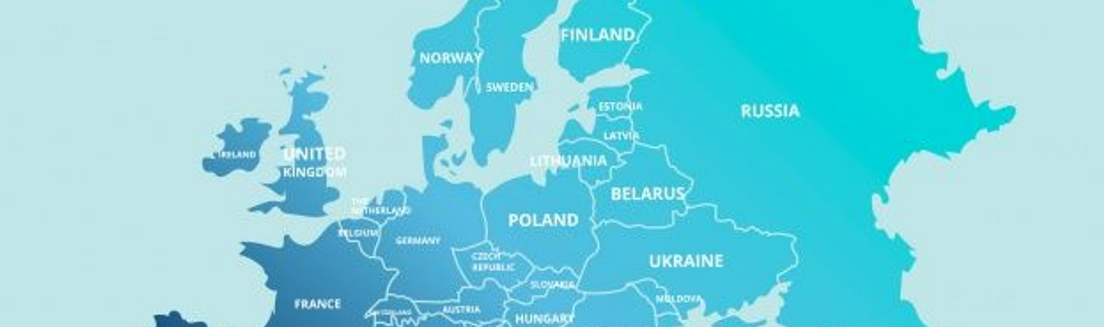 FINLAND
NORWAY
SWEDEN
ESTONIA
RUSSIA
LATVIA
IRELAND
UNITED
KINGDOM
LITHUANIA
BELARUS
THE
NETHERLAND
BELGIUM
POLAND
GERMANY
CZECH
REPUBLIC
UKRAINE
SLOVAKIA
MOLDOVA
FRANCE
AUSTRIA
HUNGARY